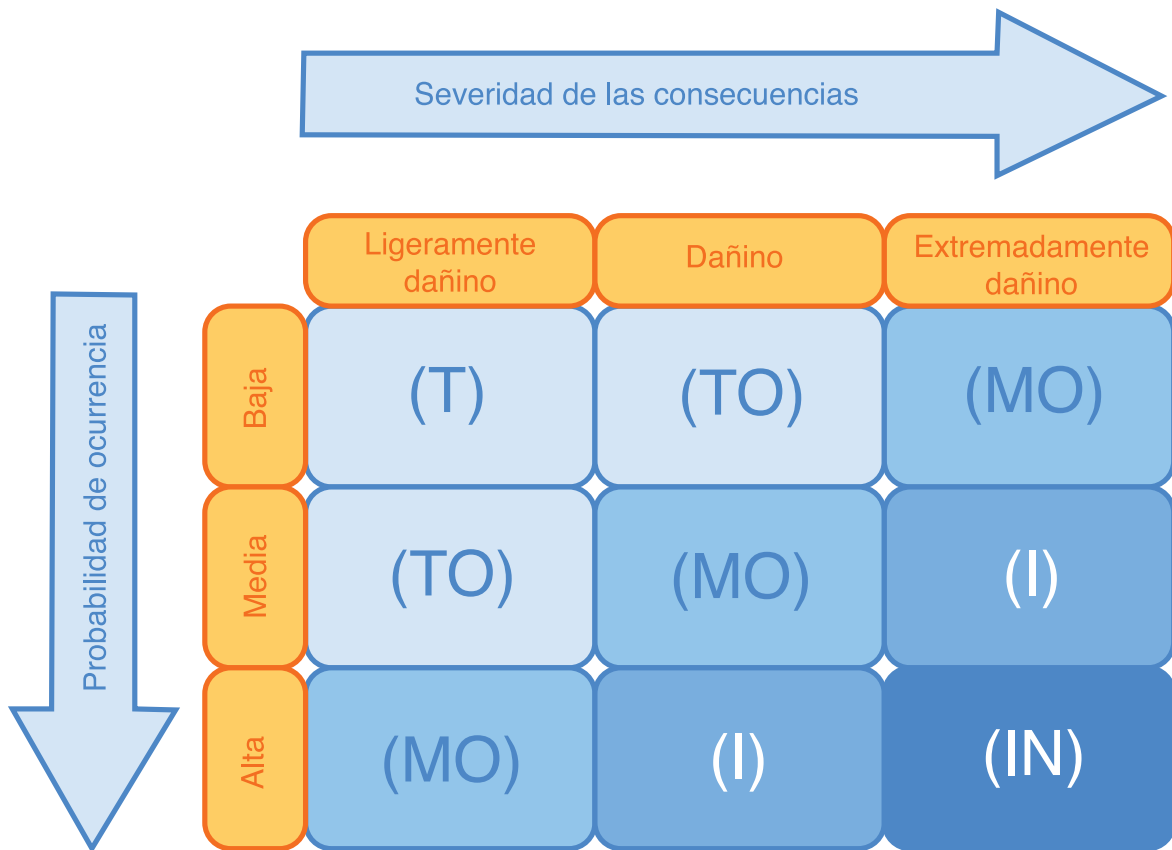 Severidad de las consecuencias
Ligeramente
dañino
Dañino
Extremadamente
dañino
Probabilidad de ocurrencia
Baja
(T)
(TO)
(MO)
Media
(TO)
(MO)
(I)
Alta
(MO)
(I)
(IN)